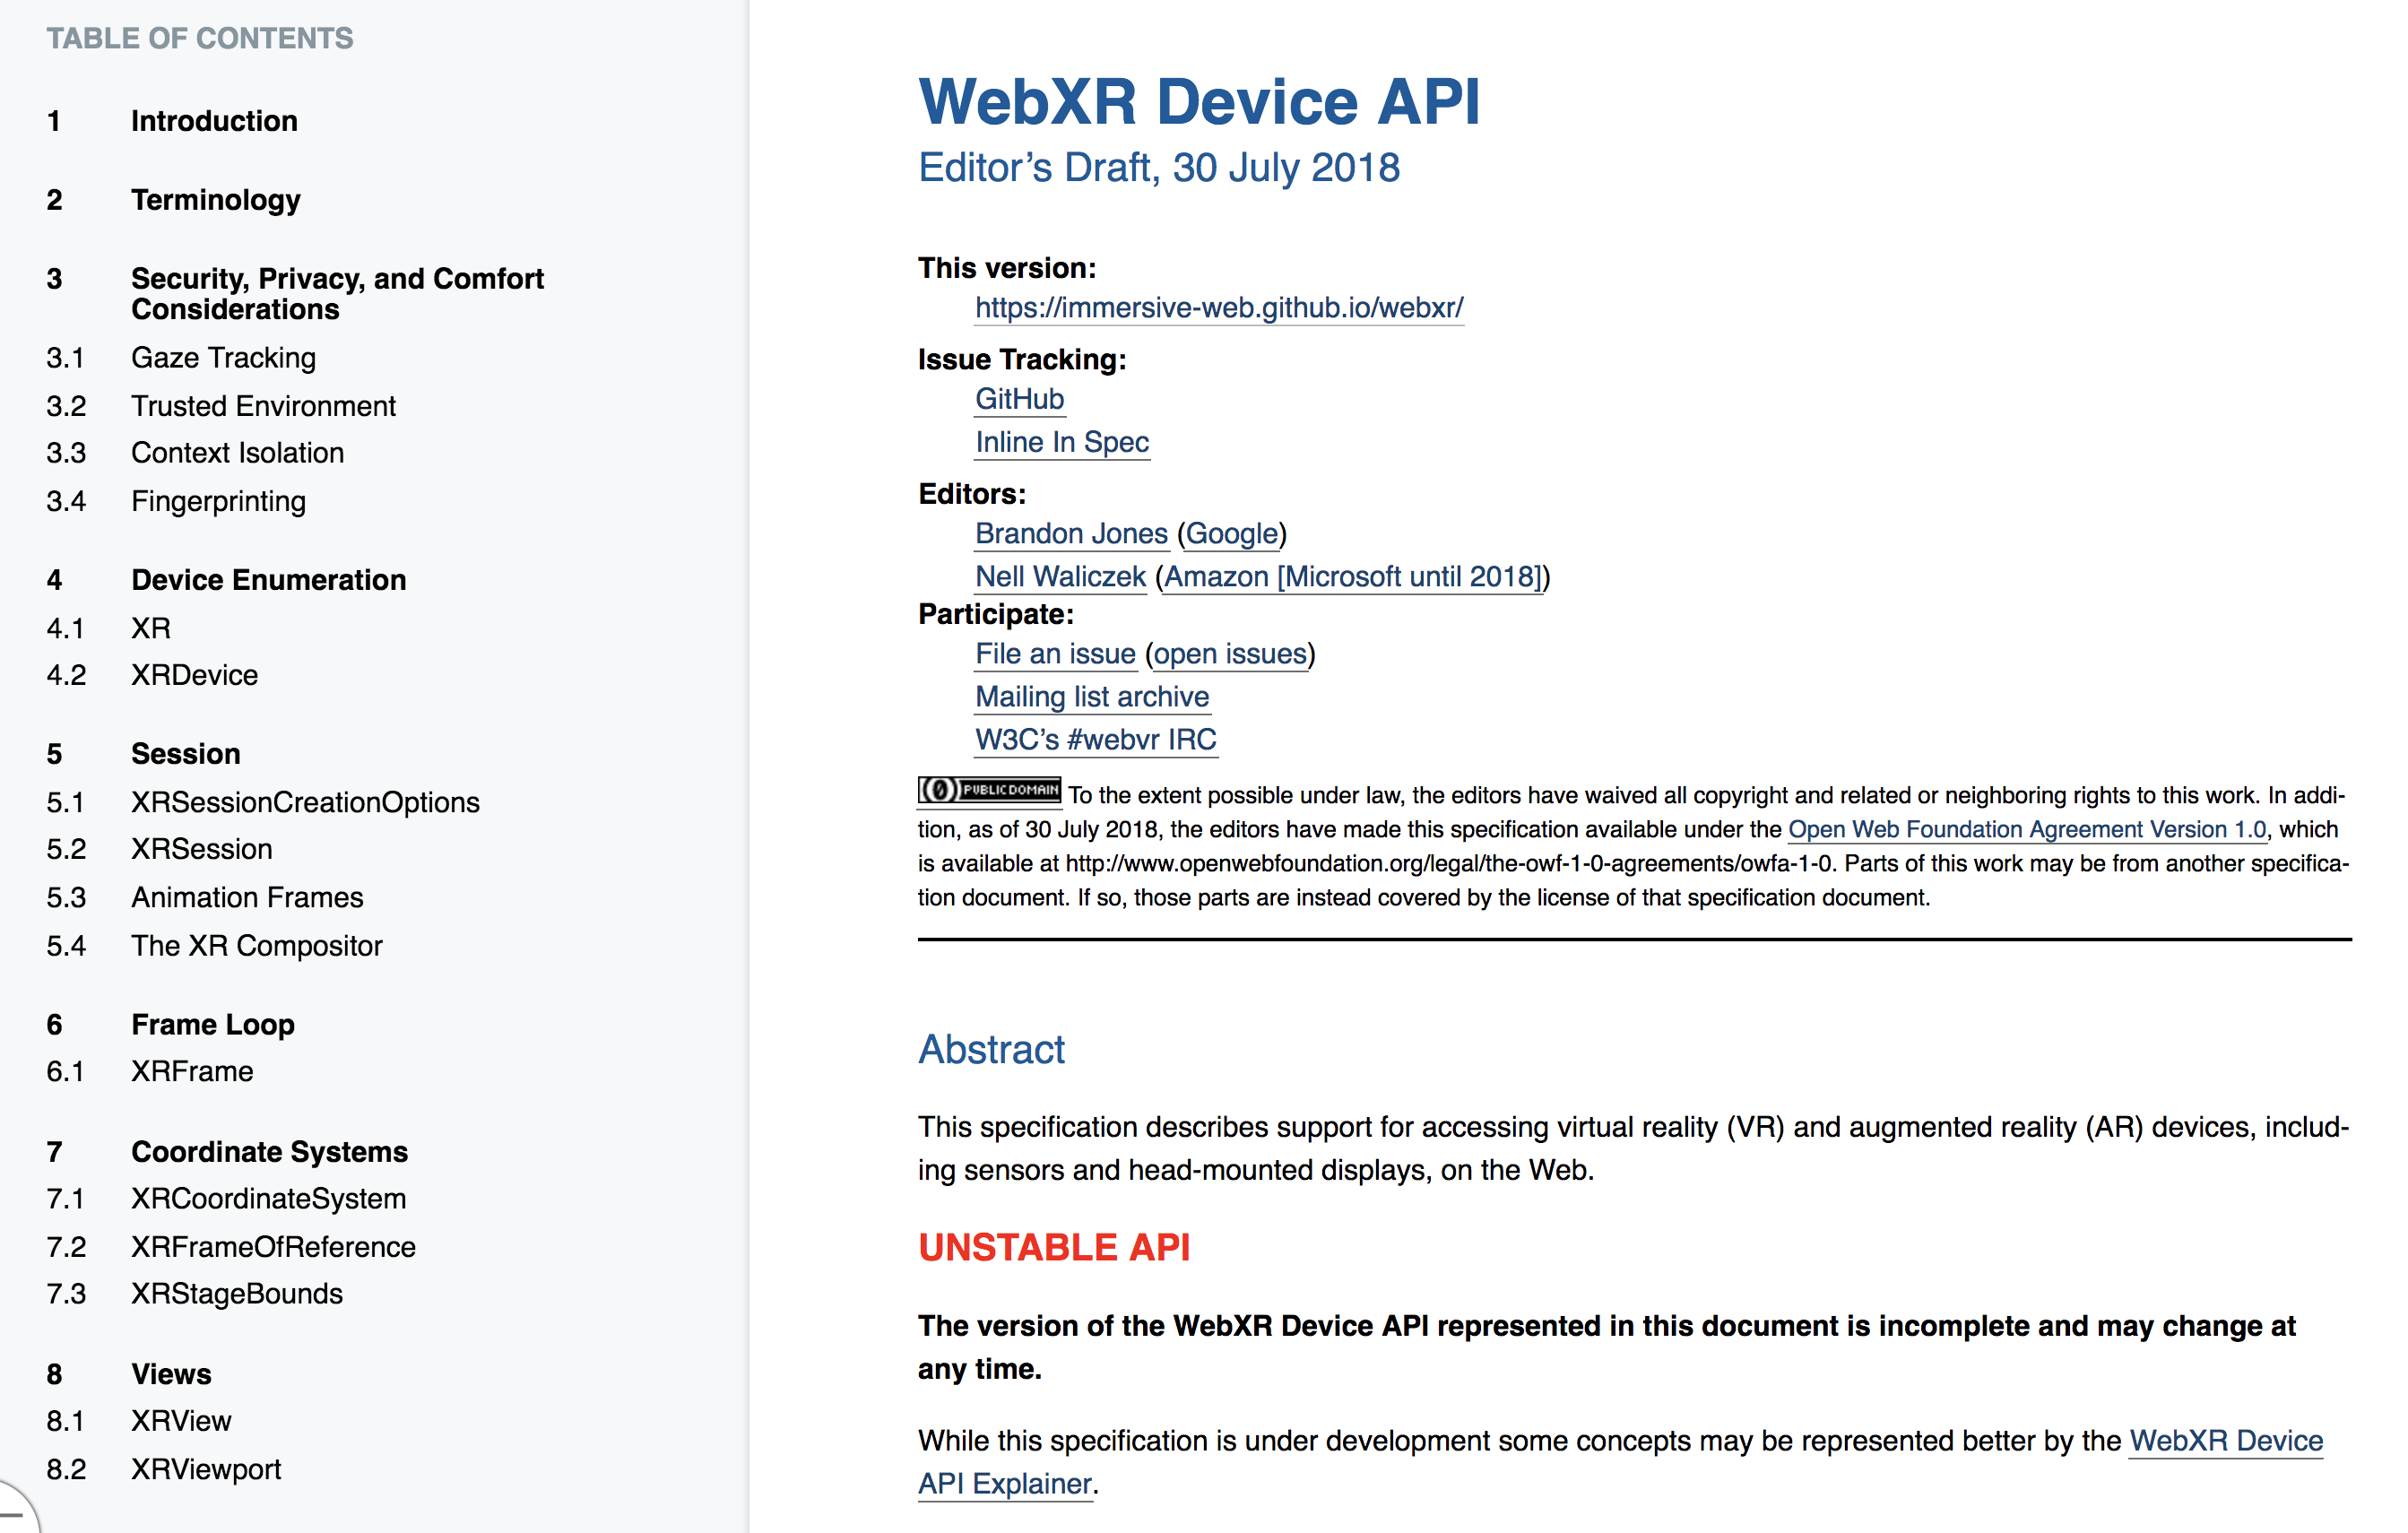 TABLE OF CONTENTS
1 Introduction
2 Terminology
3 Security, Privacy, and Comfort
Considerations
3.1 Gaze Tracking
3.2 Trusted Environment
3.3 Context Isolation
3.4 Fingerprinting
4 Device Enumeration
4.1 XR
4.2 XRDevice
5 Session
5.1 XRSessionCreationOptions
5.2 XRSession
5.3 Animation Frames
5.4 The XR Compositor
6 Frame Loop
6.1 XRFrame
7 Coordinate Systems
7.1 XRCoordinateSystem
7.2 XRFrameOfReference
7.3 XRStageBounds
8 Views
8.1 XRView
8.2 XRViewport
WebXR Device API
Editor’s Draft, 30 July 2018
This version:
https://immersive-web.github.io/webxr/
Issue Tracking:
GitHub
Inline In Spec
Editors:
Brandon Jones (Google)
Nell Waliczek (Amazon [Microsoft until 2018])
Participate:
File an issue (open issues)
Mailing list archive
W3C’s #webvr IRC
PUBLIC DOMAIN To the extent possible under law, the editors have waived all copyright and related or neighboring rights to this work. In addi-
tion, as of 30 July 2018, the editors have made this specification available under the Open Web Foundation Agreement Version 1.0, which
is available at http://www.openwebfoundation.org/legal/the-owf-1-0-agreements/owfa-1-0. Parts of this work may be from another specifica-
tion document. If so, those parts are instead covered by the license of that specification document.
Abstract
This specification describes support for accessing virtual reality (VR) and augmented reality (AR) devices, includ-
ing sensors and head-mounted displays, on the Web.
UNSTABLE API
The version of the WebXR Device API represented in this document is incomplete and may change at
any time.
While this specification is under development some concepts may be represented better by the WebXR Device
API Explainer.